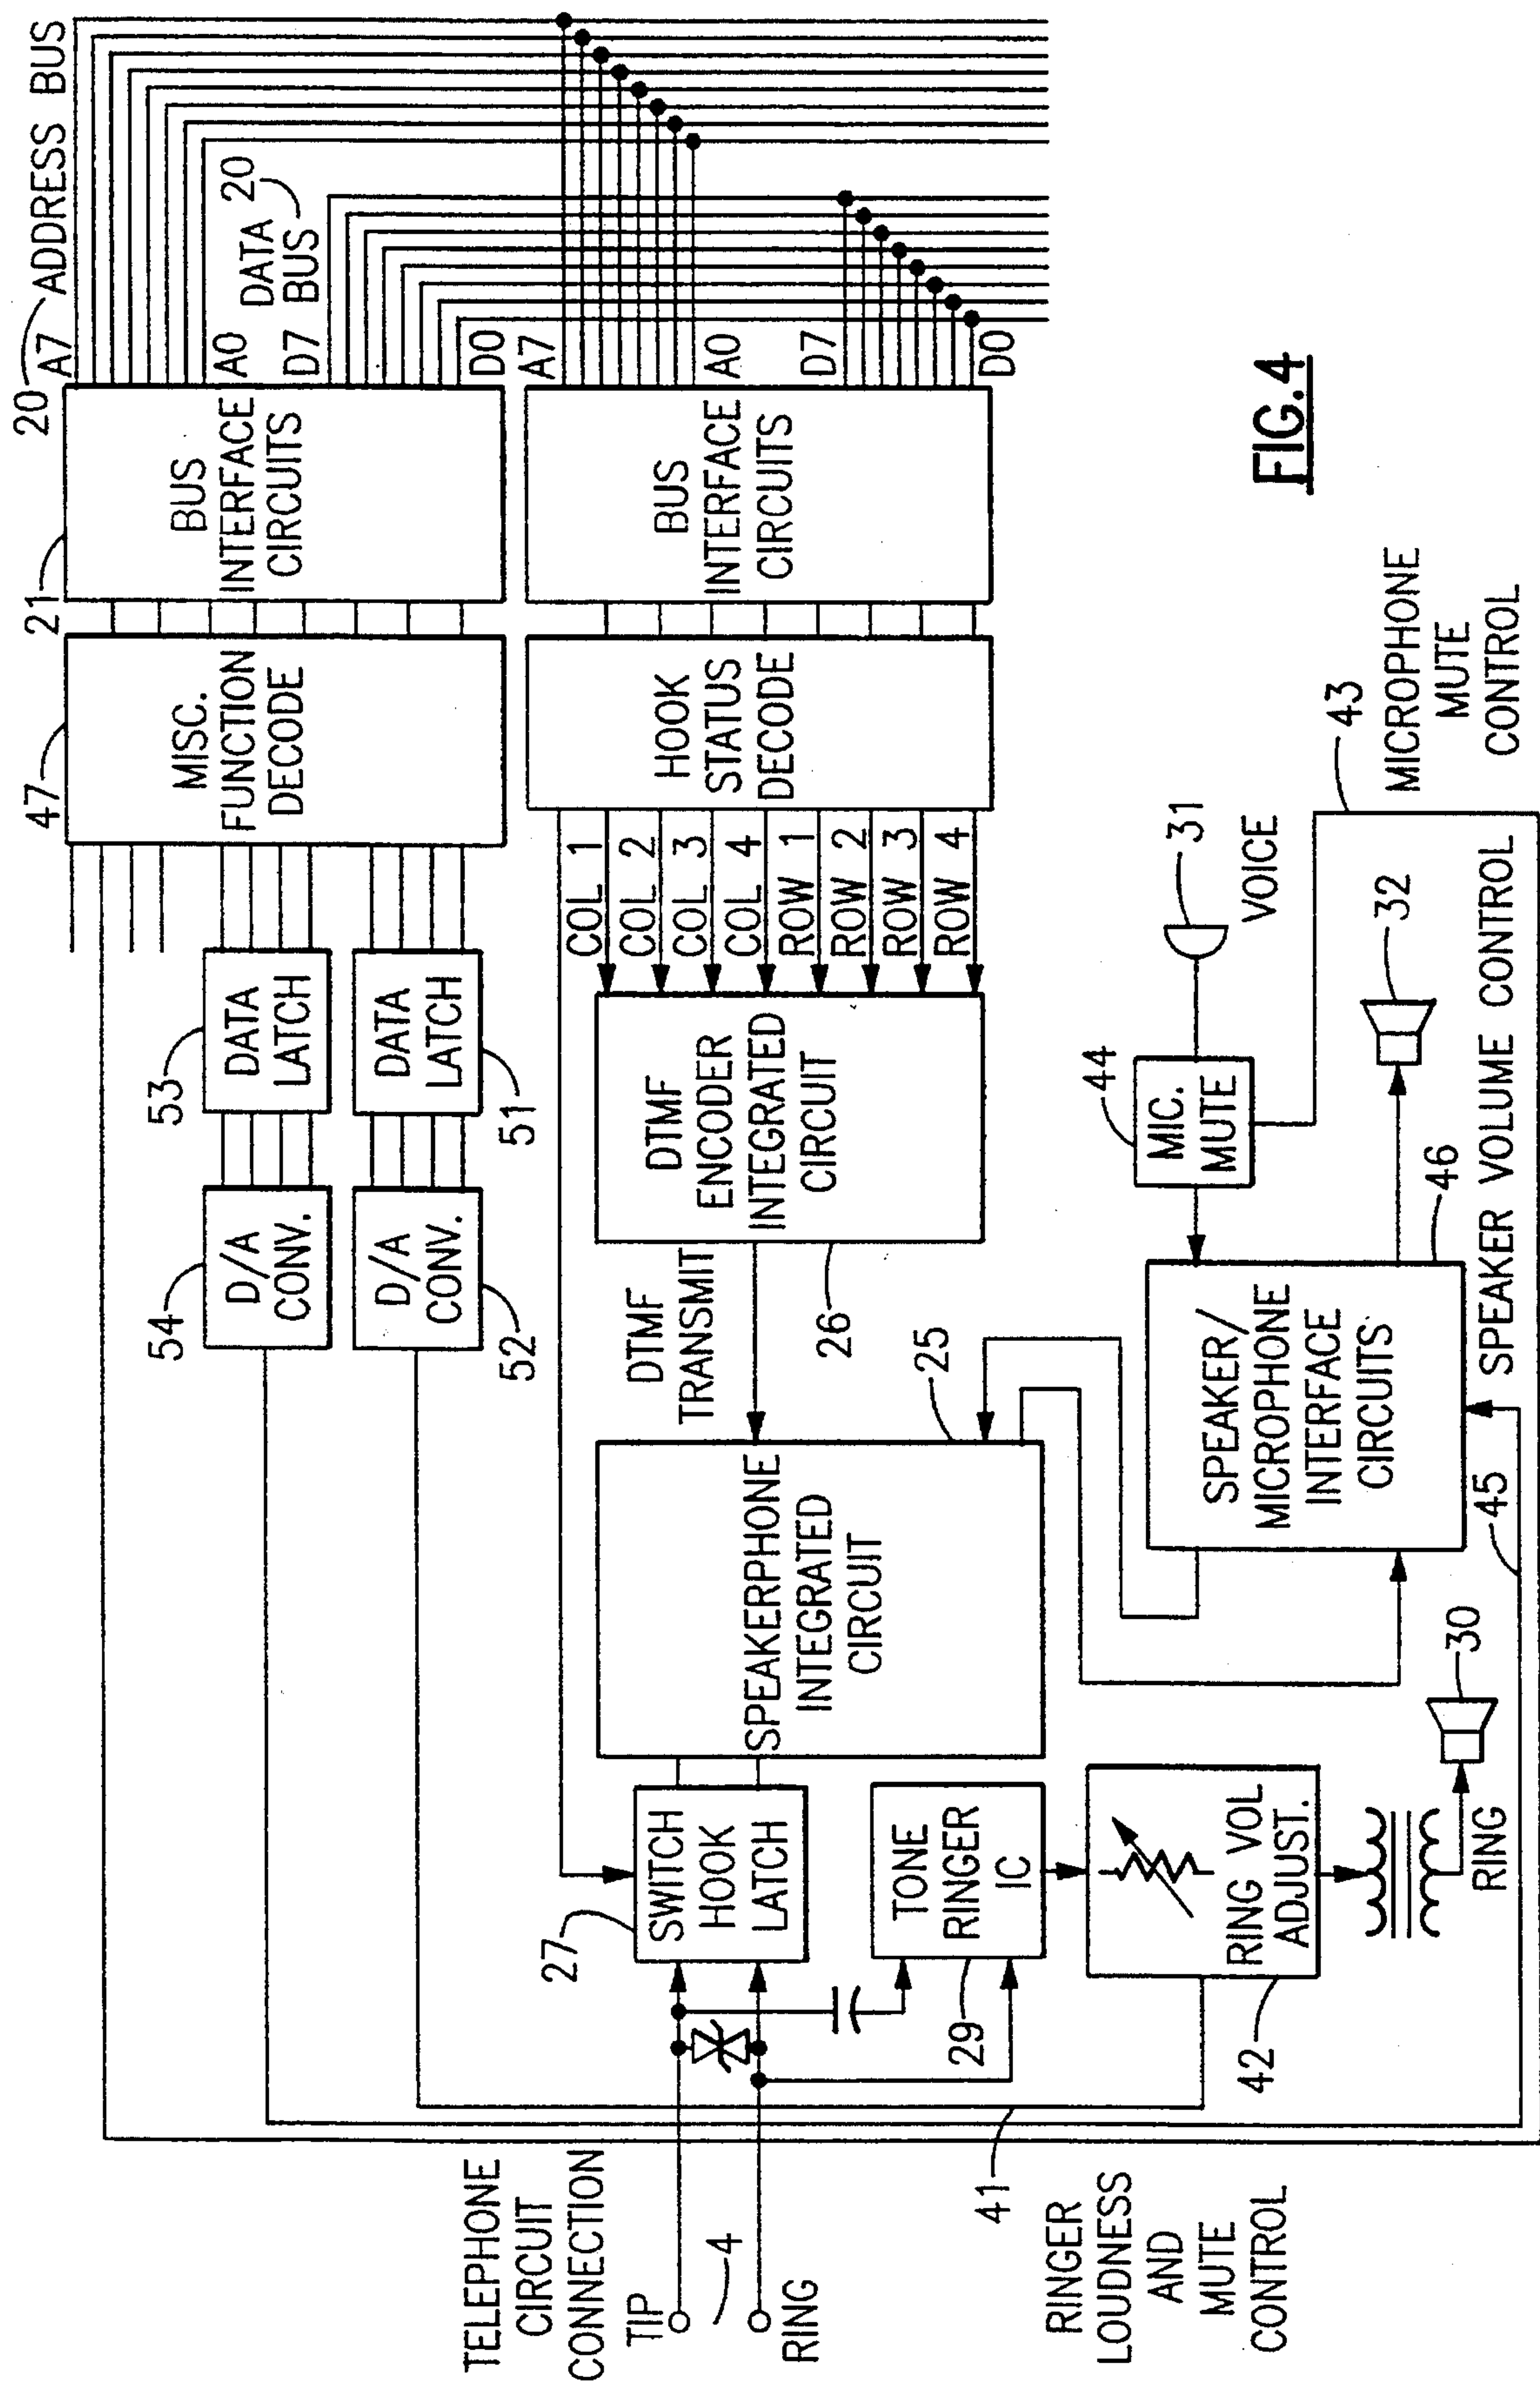 20
ADDRESS BUS
A7
A0
DATA
BUS
20
D7
D0
A7
A0
D7
D0
21
BUS
INTERFACE
CIRCUITS
BUS
INTERFACE
CIRCUITS
47
MISC.
FUNCTION
DECODE
HOOK
STATUS
DECODE
53
DATA
LATCH
DATA
LATCH
51
54
D/A
CONV.
D/A
CONV.
52
COL 1
COL 2
COL 3
COL 4
ROW 1
ROW 2
ROW 3
ROW 4
DTMF
ENCODER
INTEGRATED
CIRCUIT
26
DTMF
TRANSMIT
25
SPEAKERPHONE
INTEGRATED
CIRCUIT
27
SWITCH
HOOK
LATCH
TONE
RINGER
IC
29
RING VOL
ADJUST.
42
RING
30
TELEPHONE
CIRCUIT
CONNECTION
TIP
4
RING
41
RINGER
LOUDNESS
AND
MUTE
CONTROL
44
MIC.
MUTE
31
VOICE
32
43
MICROPHONE
MUTE
CONTROL
46
SPEAKER/
MICROPHONE
INTERFACE
CIRCUITS
45
SPEAKER VOLUME CONTROL
FIG.4